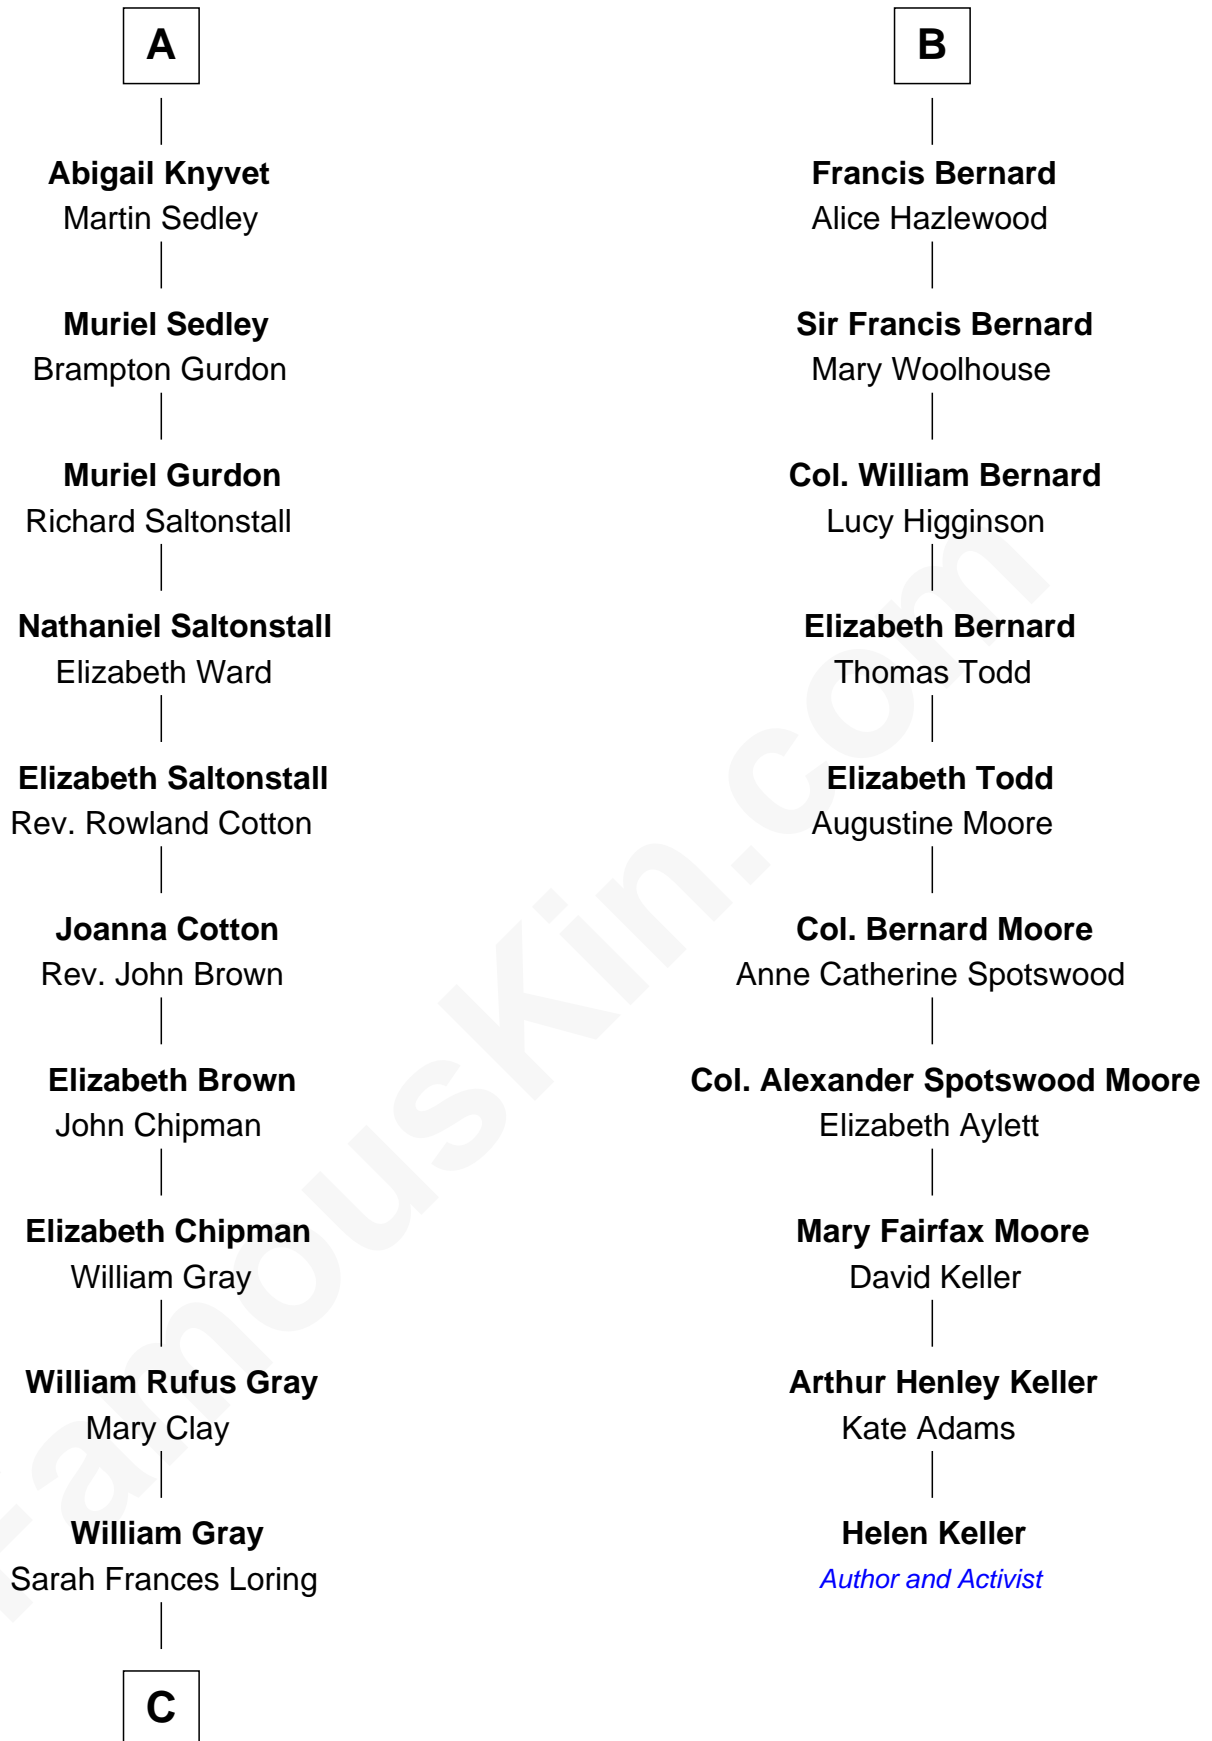 A
Abigail Knyvet
Martin Sedley
Muriel Sedley
Brampton Gurdon
Muriel Gurdon
Richard Saltonstall
Nathaniel Saltonstall
Elizabeth Ward
Elizabeth Saltonstall
Rev. Rowland Cotton
Joanna Cotton
Rev. John Brown
Elizabeth Brown
John Chipman
Elizabeth Chipman
William Gray
William Rufus Gray
Mary Clay
William Gray
Sarah Frances Loring
C
B
Francis Bernard
Alice Hazlewood
Sir Francis Bernard
Mary Woolhouse
Col. William Bernard
Lucy Higginson
Elizabeth Bernard
Thomas Todd
Elizabeth Todd
Augustine Moore
Col. Bernard Moore
Anne Catherine Spotswood
Col. Alexander Spotswood Moore
Elizabeth Aylett
Mary Fairfax Moore
David Keller
Arthur Henley Keller
Kate Adams
Helen Keller
Author and Activist
FamousKin.com